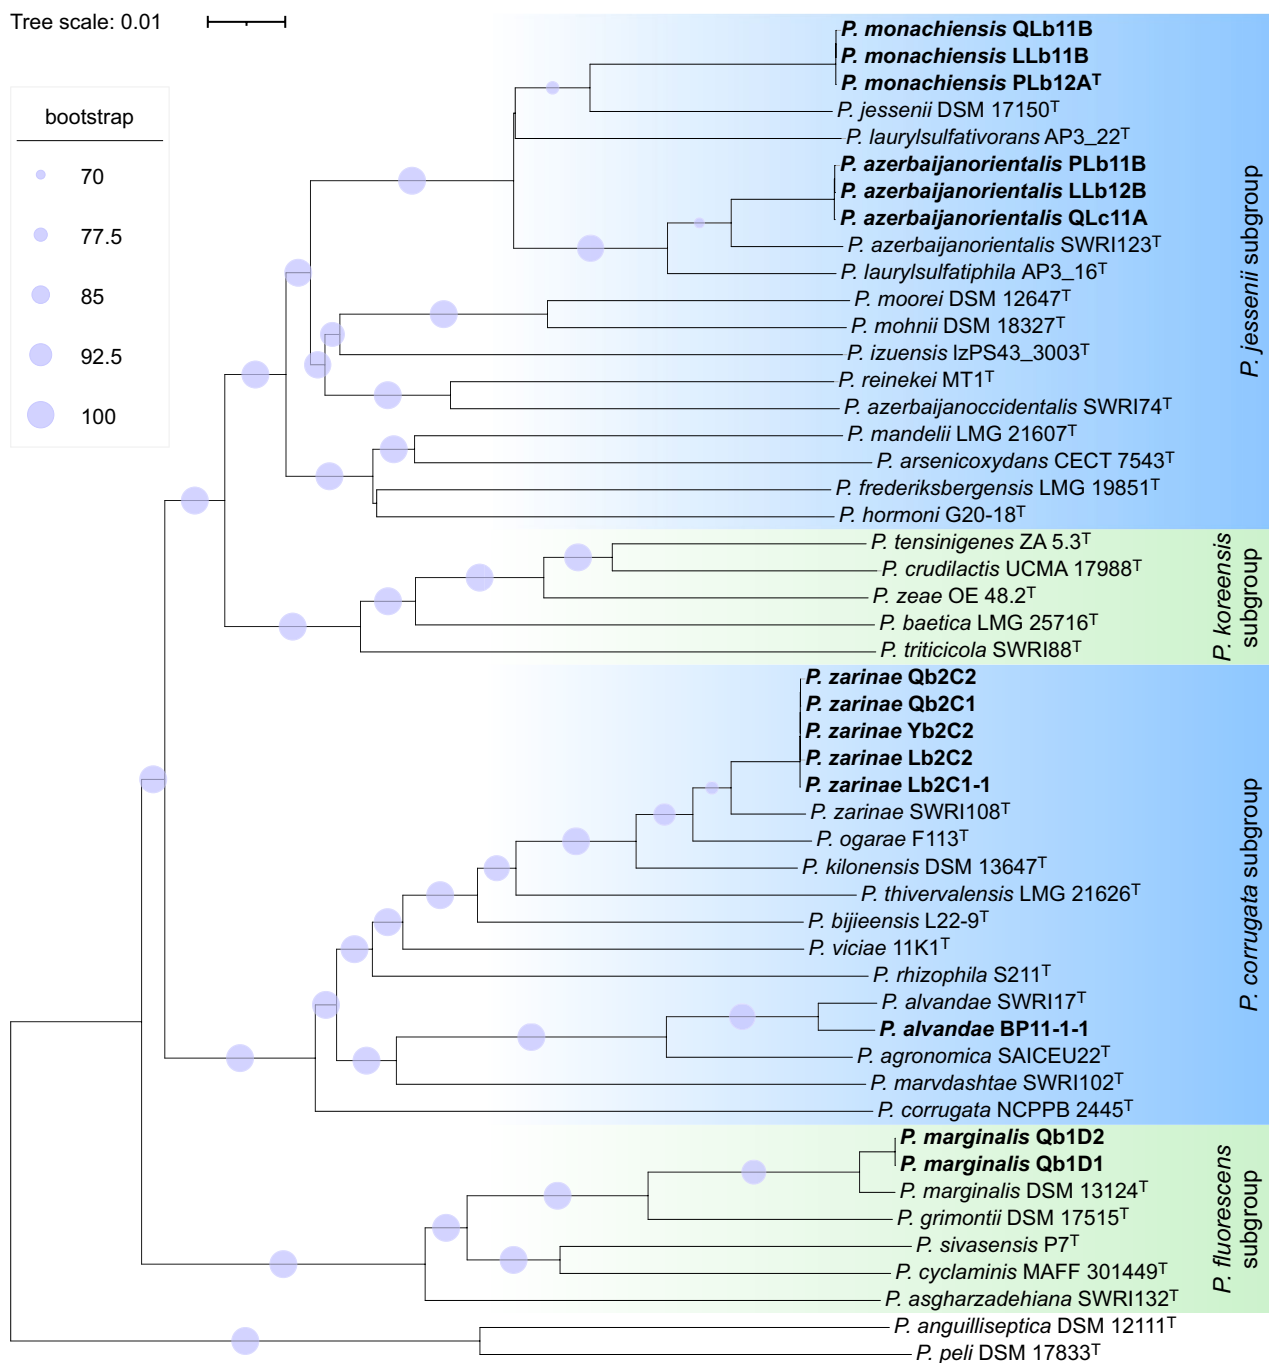 Tree scale: 0.01
bootstrap
70
77.5
85
92.5
100
P. monachiensis QLb11B
P. monachiensis LLb11B
P. monachiensis PLb12Aᵀ
P. jessenii DSM 17150ᵀ
P. laurylsulfativorans AP3_22ᵀ
P. azerbaijanorientalis PLb11B
P. azerbaijanorientalis LLb12B
P. azerbaijanorientalis QLc11A
P. azerbaijanorientalis SWRI123ᵀ
P. laurylsulfatiphila AP3_16ᵀ
P. moorei DSM 12647ᵀ
P. mohnii DSM 18327ᵀ
P. izuensis IzPS43_3003ᵀ
P. reinekei MT1ᵀ
P. azerbaijanoccidentalis SWRI74ᵀ
P. mandelii LMG 21607ᵀ
P. arsenicoxydans CECT 7543ᵀ
P. frederiksbergensis LMG 19851ᵀ
P. hormoni G20-18ᵀ
P. jessenii subgroup
P. tensinigenes ZA 5.3ᵀ
P. crudilactis UCMA 17988ᵀ
P. zeae OE 48.2ᵀ
P. baetica LMG 25716ᵀ
P. triticicola SWRI88ᵀ
P. koreensis
subgroup
P. zarinae Qb2C2
P. zarinae Qb2C1
P. zarinae Yb2C2
P. zarinae Lb2C2
P. zarinae Lb2C1-1
P. zarinae SWRI108ᵀ
P. ogarae F113ᵀ
P. kilonensis DSM 13647ᵀ
P. thivervalensis LMG 21626ᵀ
P. bijieensis L22-9ᵀ
P. viciae 11K1ᵀ
P. rhizophila S211ᵀ
P. alvandae SWRI17ᵀ
P. alvandae BP11-1-1
P. agronomica SAICEU22ᵀ
P. marvdashtae SWRI102ᵀ
P. corrugata NCPPB 2445ᵀ
P. corrugata subgroup
P. marginalis Qb1D2
P. marginalis Qb1D1
P. marginalis DSM 13124ᵀ
P. grimontii DSM 17515ᵀ
P. sivasensis P7ᵀ
P. cyclaminis MAFF 301449ᵀ
P. asgharzadehiana SWRI132ᵀ
P. fluorescens
subgroup
P. anguilliseptica DSM 12111ᵀ
P. peli DSM 17833ᵀ